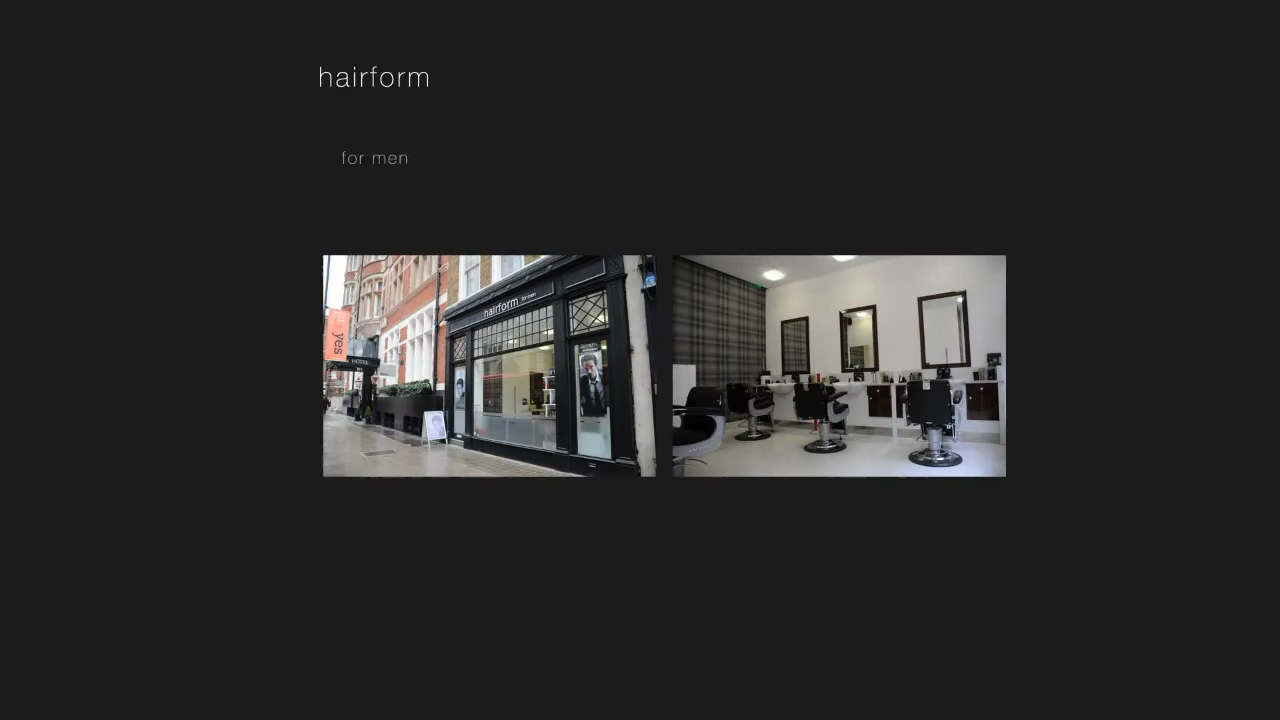 hairform
for men
yes
HOTEL
hairform for men